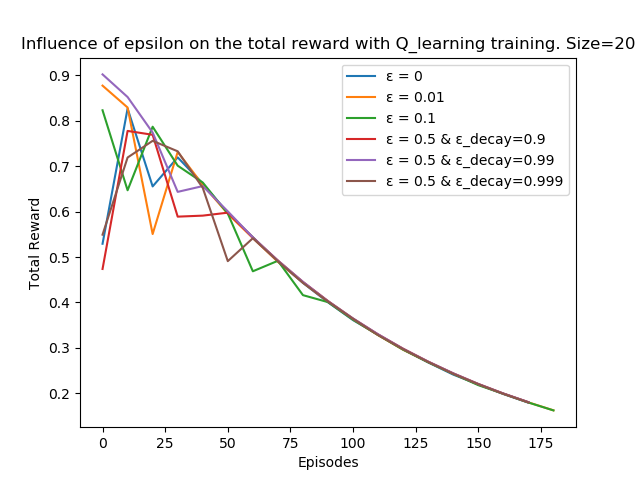 Influence of epsilon on the total reward with Q_learning training. Size=20
ε = 0
ε = 0.01
ε = 0.1
ε = 0.5 & ε_decay=0.9
ε = 0.5 & ε_decay=0.99
ε = 0.5 & ε_decay=0.999
Total Reward
0.9
0.8
0.7
0.6
0.5
0.4
0.3
0.2
0 25 50 75 100 125 150 175
Episodes